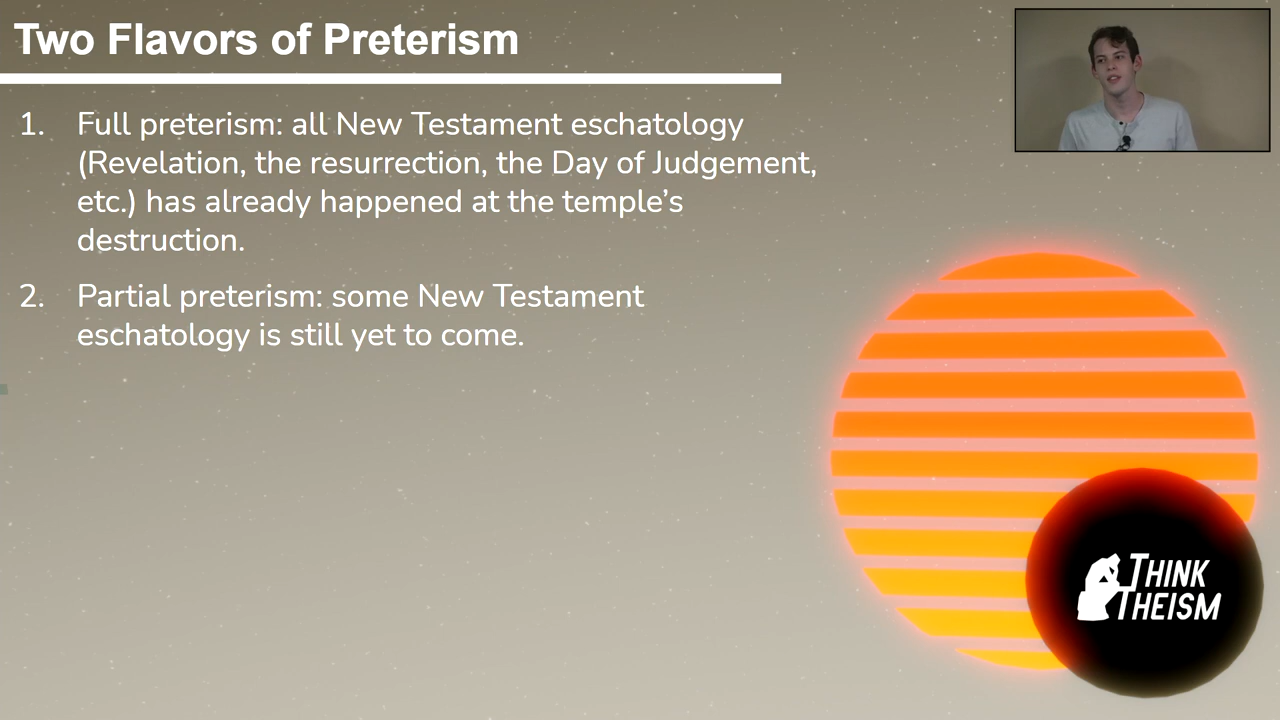 Two Flavors of Preterism
1. Full preterism: all New Testament eschatology
(Revelation, the resurrection, the Day of Judgement,
etc.) has already happened at the temple’s
destruction.
2. Partial preterism: some New Testament
eschatology is still yet to come.
THINK
THEISM